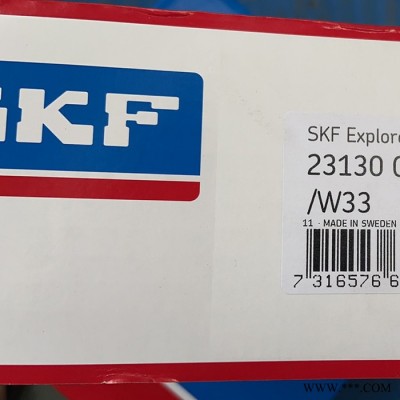 SKF
SKF Explore
23130 C
/W33
11 - MADE IN SWEDEN
7 316576 6
WWW.***.COM